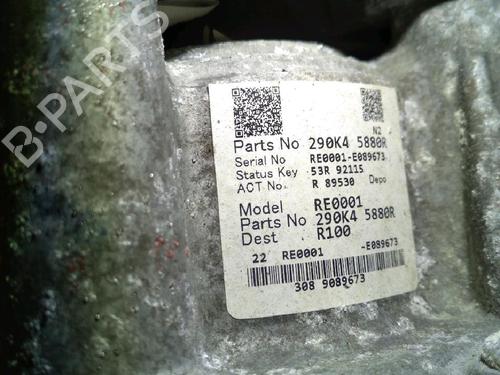 B-PARTS
N2
Parts No 290K4 5880R
Serial No RE0001-E089673
Status Key 53R 92115
ACT No. R 89530 Depo
Model RE0001
Parts No 290K4 5880R
Dest R100
22 RE0001 -E089673
308 9089673